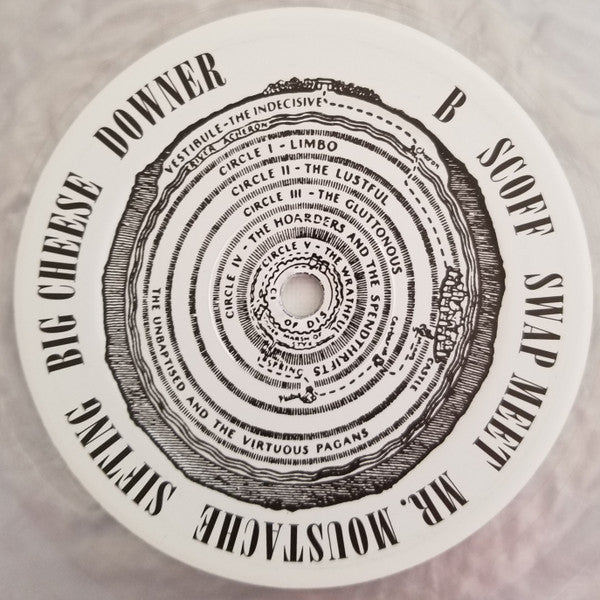 B SCOFF SWAP MEET MR. MOUSTACHE SIFTING BIG CHEESE DOWNER
VESTIBULE-THE INDECISIVE
RIVER ACHERON
Charon
CIRCLE I - LIMBO
THE UNBAPTISED AND THE VIRTUOUS PAGANS
CASTLE
CIRCLE II - THE LUSTFUL
CIRCLE III - THE GLUTTONOUS
CIRCLE IV - THE HOARDERS AND THE SPENDTHRIFTS
CIRCLE V - THE WRATHFUL
MARSH OF
OF DIS